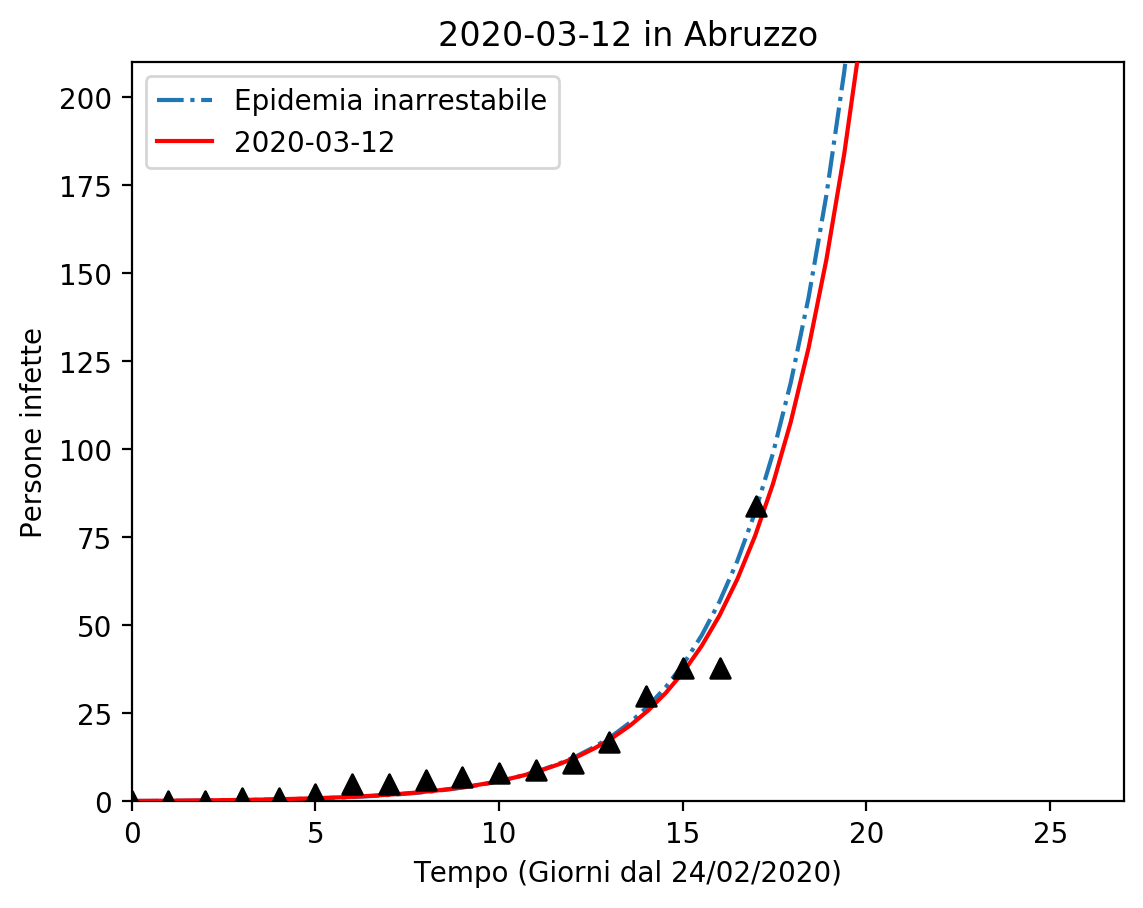 2020-03-12 in Abruzzo
Epidemia inarrestabile
2020-03-12
Persone infette
200
175
150
125
100
75
50
25
0
0 5 10 15 20 25
Tempo (Giorni dal 24/02/2020)